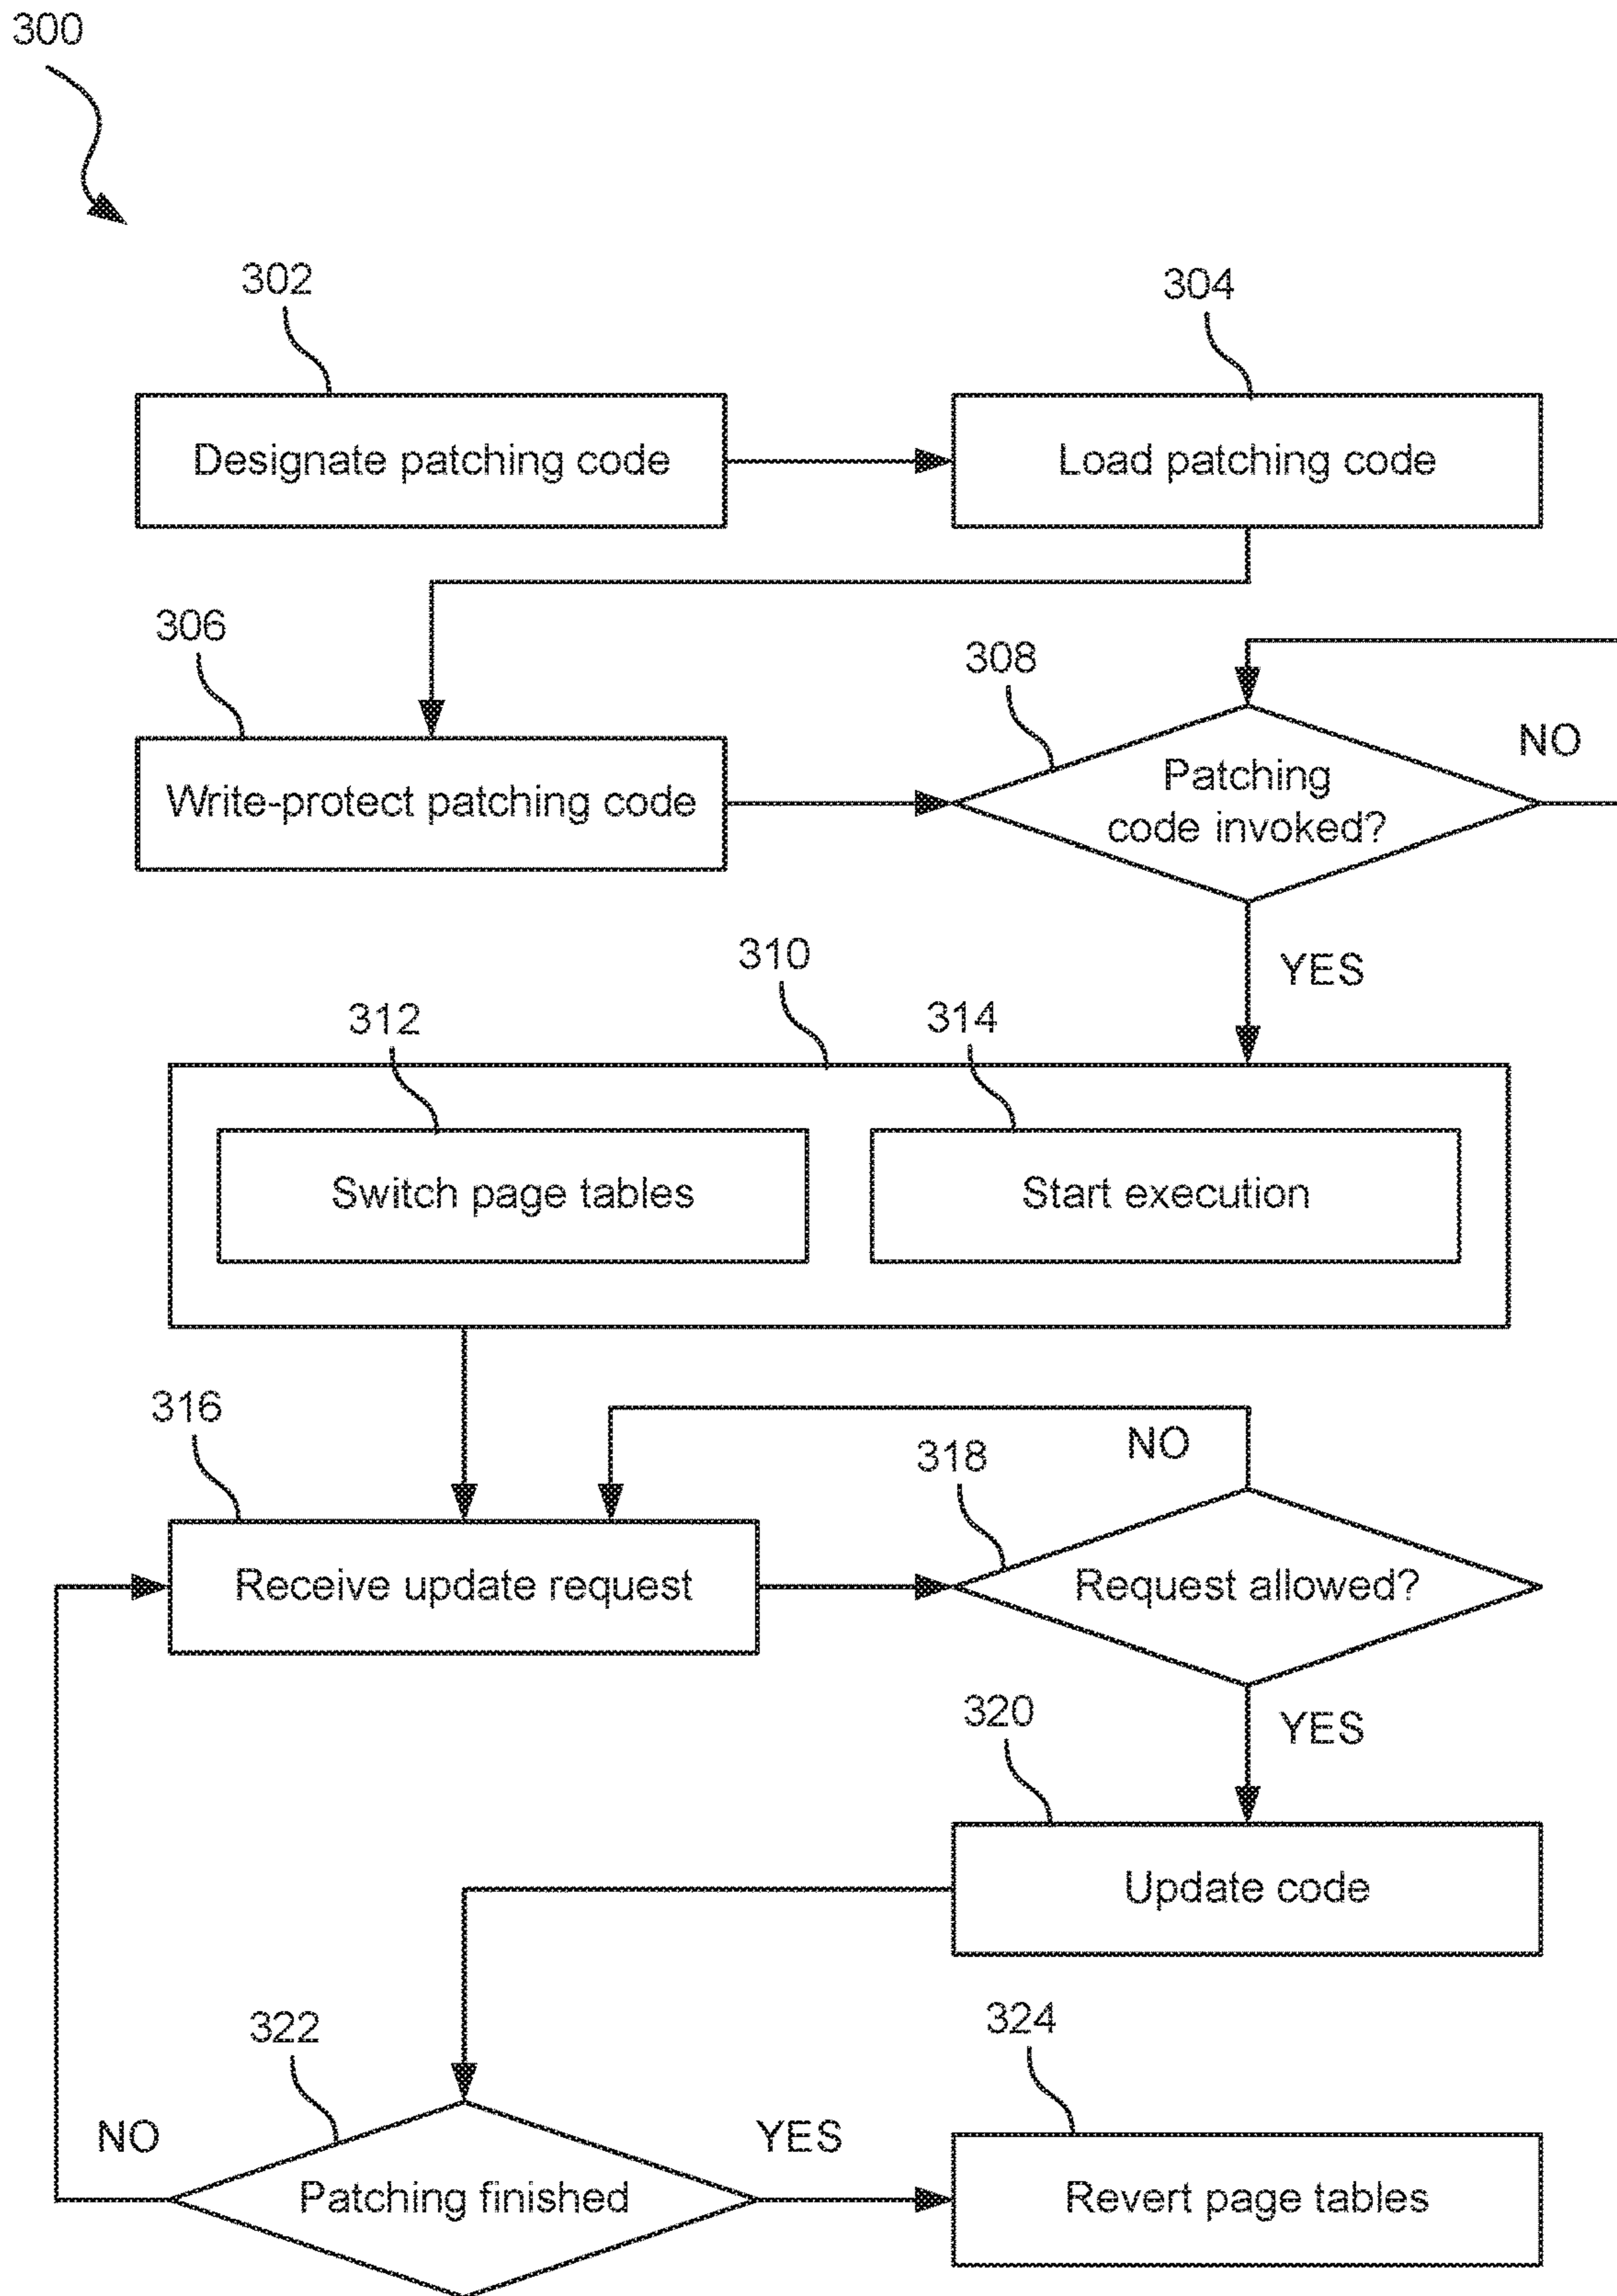 300
302
304
Designate patching code
Load patching code
306
308
NO
Write-protect patching code
Patching
code invoked?
310
YES
312
314
Switch page tables
Start execution
316
318
NO
Receive update request
Request allowed?
320
YES
Update code
322
324
NO
YES
Patching finished
Revert page tables